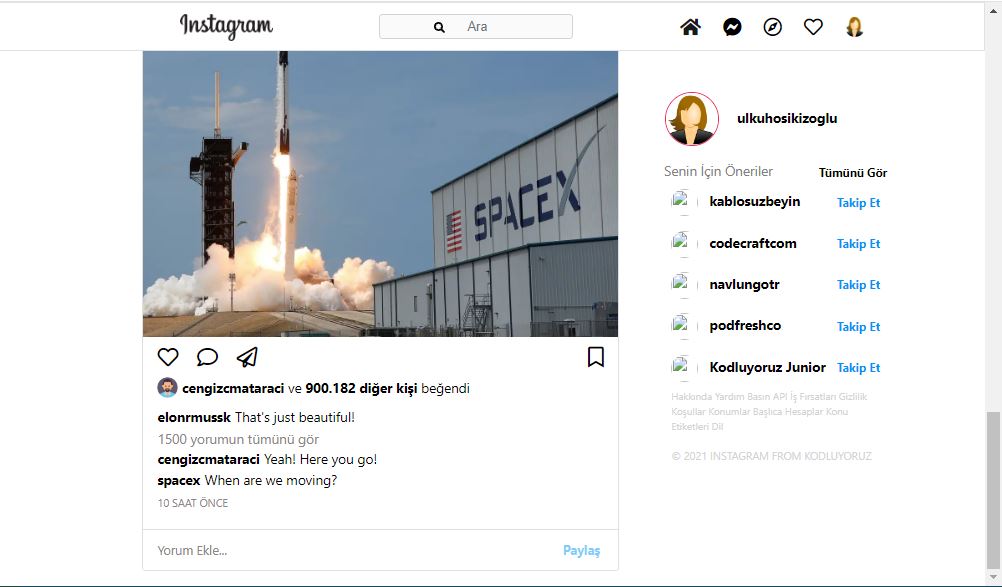 Instagram
Ara
SPACEX
ulkuhosikizoglu
Senin İçin Öneriler
Tümünü Gör
kablosuzbeyin Takip Et
codecraftcom Takip Et
navlungotr Takip Et
podfreshco Takip Et
Kodluyoruz Junior Takip Et
Hakkında Yardım Basın API İş Fırsatları Gizlilik
Koşullar Konumlar Başlıca Hesaplar Konu
Etiketleri Dil
© 2021 INSTAGRAM FROM KODLUYORUZ
cengizcmataraci ve 900.182 diğer kişi beğendi
elonrmussk That's just beautiful!
1500 yorumun tümünü gör
cengizcmataraci Yeah! Here you go!
spacex When are we moving?
10 SAAT ÖNCE
Yorum Ekle... Paylaş